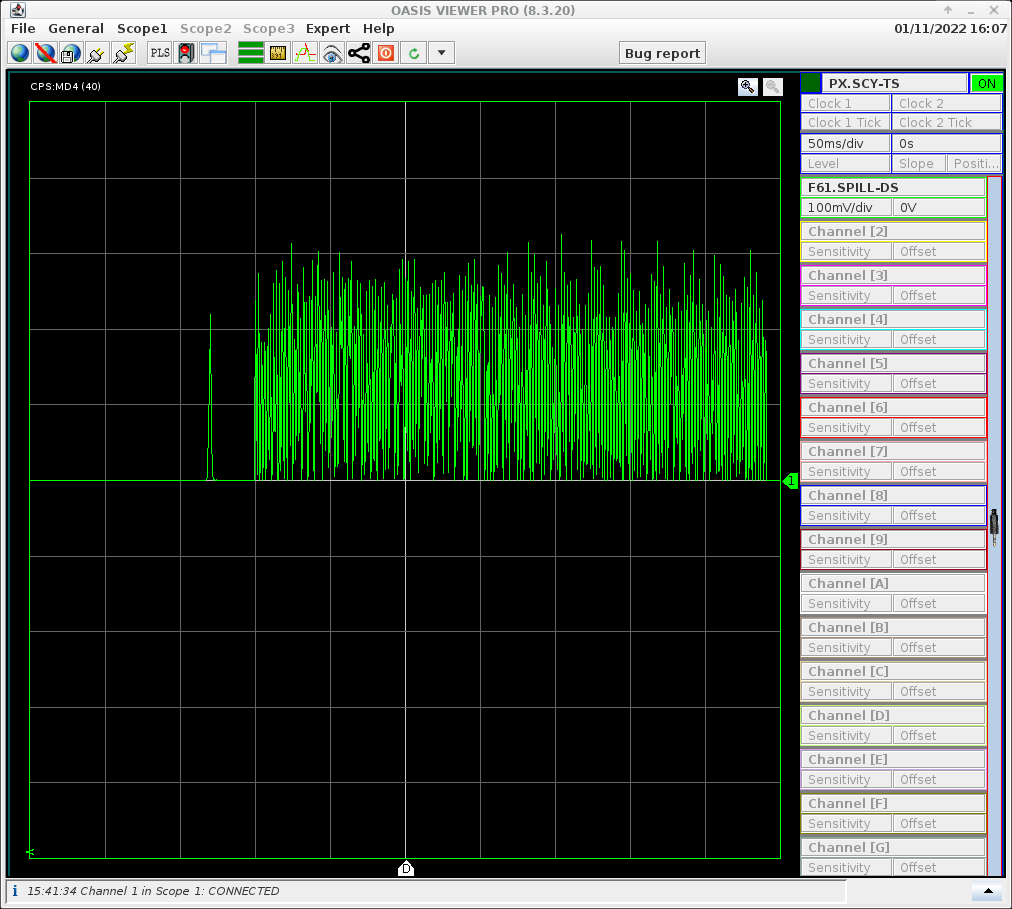 OASIS VIEWER PRO (8.3.20)
File General Scope1 Scope2 Scope3 Expert Help 01/11/2022 16:07
PLS Bug report
CPS:MD4 (40)
PX.SCY-TS ON
Clock 1 Clock 2
Clock 1 Tick Clock 2 Tick
50ms/div 0s
Level Slope Positi...
F61.SPILL-DS
100mV/div 0V
Channel [2]
Sensitivity Offset
Channel [3]
Sensitivity Offset
Channel [4]
Sensitivity Offset
Channel [5]
Sensitivity Offset
Channel [6]
Sensitivity Offset
Channel [7]
Sensitivity Offset
1
Channel [8]
Sensitivity Offset
Channel [9]
Sensitivity Offset
Channel [A]
Sensitivity Offset
Channel [B]
Sensitivity Offset
Channel [C]
Sensitivity Offset
Channel [D]
Sensitivity Offset
Channel [E]
Sensitivity Offset
Channel [F]
Sensitivity Offset
Channel [G]
Sensitivity Offset
D
15:41:34 Channel 1 in Scope 1: CONNECTED